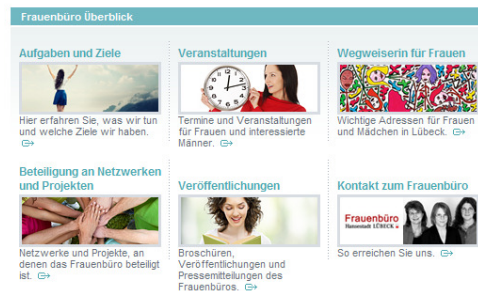 Frauenbüro Überblick
Aufgaben und Ziele
Hier erfahren Sie, was wir tun
und welche Ziele wir haben.
Veranstaltungen
Termine und Veranstaltungen
für Frauen und interessierte
Männer.
Wegweiserin für Frauen
Wichtige Adressen für Frauen
und Mädchen in Lübeck.
Beteiligung an Netzwerken
und Projekten
Netzwerke und Projekte, an
denen das Frauenbüro beteiligt
ist.
Veröffentlichungen
Broschüren,
Veröffentlichungen und
Pressemitteilungen des
Frauenbüros.
Kontakt zum Frauenbüro
Frauenbüro
Hansestadt LÜBECK
So erreichen Sie uns.